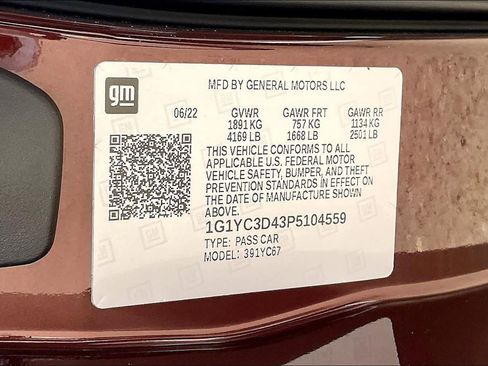 gm
MFD BY GENERAL MOTORS LLC
06/22 GVWR GAWR FRT GAWR RR
1891 KG 757 KG 1134 KG
4169 LB 1668 LB 2501 LB
THIS VEHICLE CONFORMS TO ALL
APPLICABLE U.S. FEDERAL MOTOR
VEHICLE SAFETY, BUMPER, AND THEFT
PREVENTION STANDARDS IN EFFECT ON
THE DATE OF MANUFACTURE SHOWN
ABOVE.
1G1YC3D43P5104559
TYPE: PASS CAR
MODEL: 391YC67